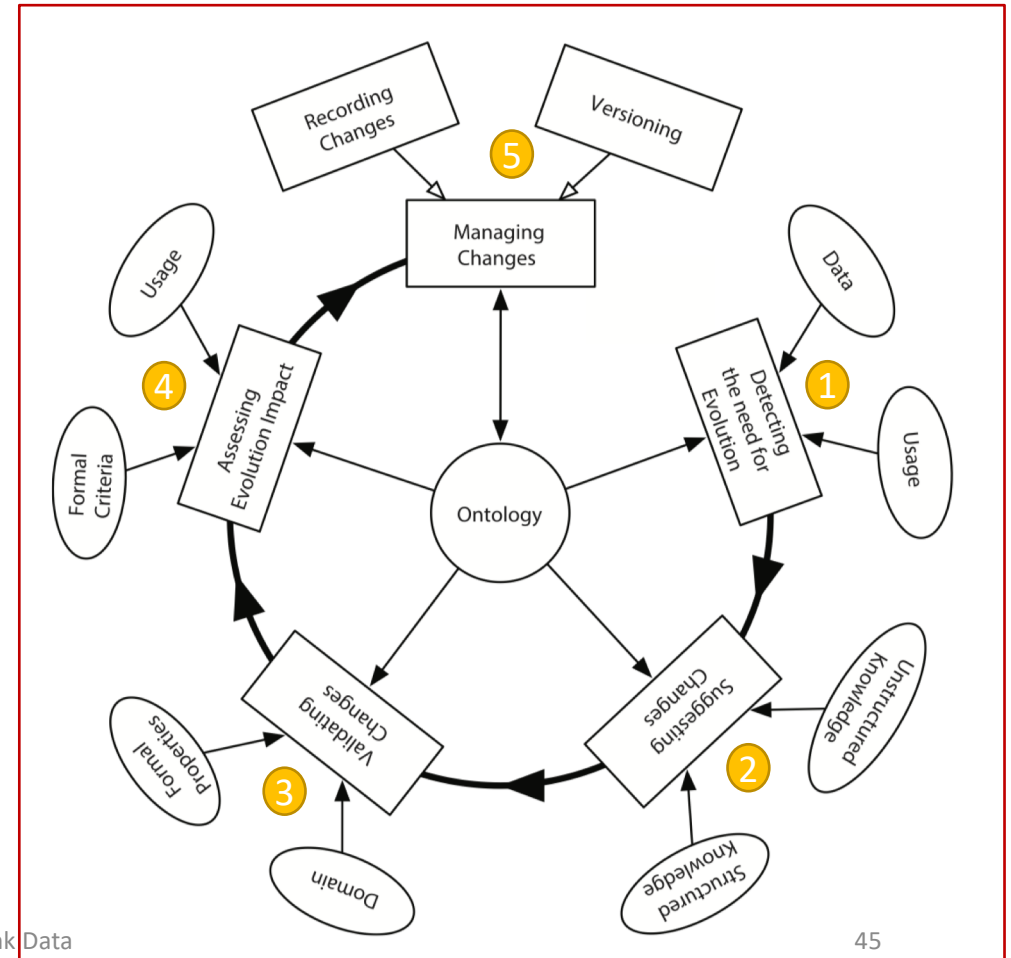 Recording
Changes
Versioning
5
Managing
Changes
Usage
Data
4
1
Assessing
Evolution Impact
Detecting
the need for
Evolution
Formal
Criteria
Usage
Ontology
Unstructured
Knowledge
Validating
Changes
Suggesting
Changes
Formal
Properties
3
2
Domain
Structured
Knowledge
Data
45